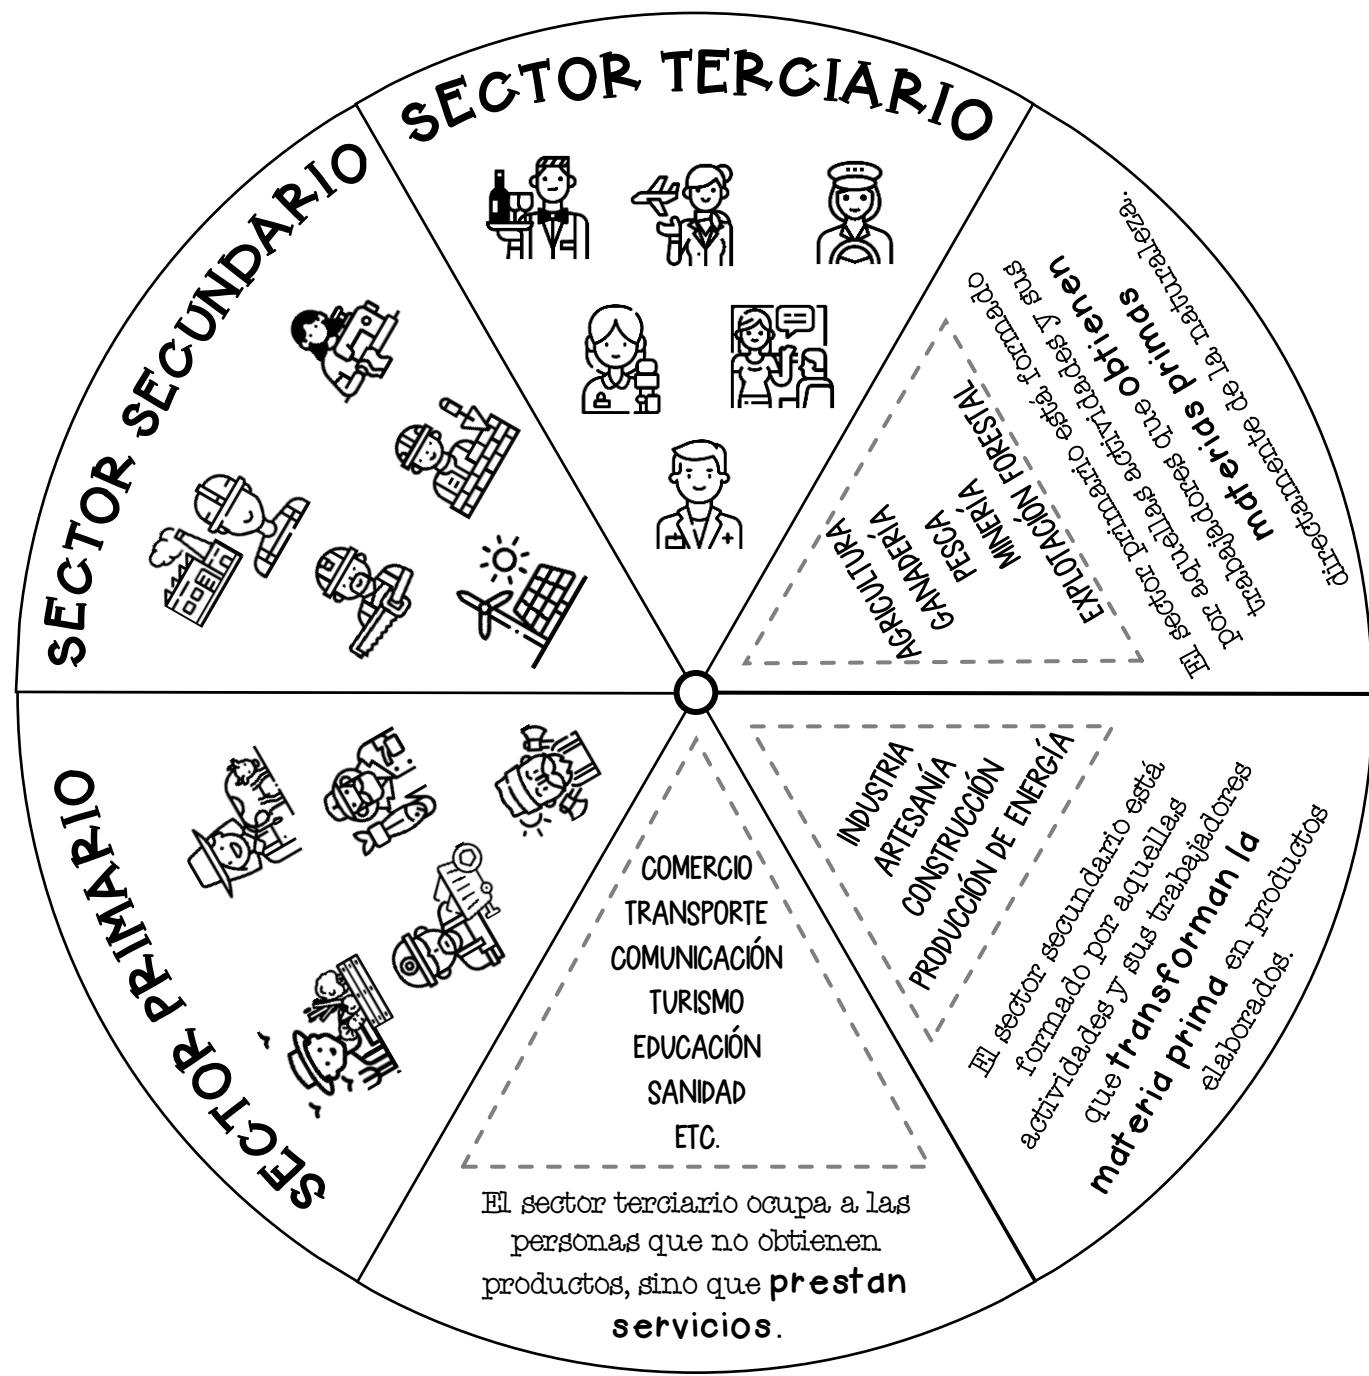 SECTOR TERCIARIO
SECTOR SECUNDARIO
SECTOR PRIMARIO
AGRICULTURA
GANADERÍA
PESCA
MINERÍA
EXPLOTACIÓN FORESTAL
El sector primario está formado
por aquellas actividades y sus
trabajadores que obtienen
materias primas
directamente de la naturaleza.
INDUSTRIA
ARTESANÍA
CONSTRUCCIÓN
PRODUCCIÓN DE ENERGÍA
El sector secundario está
formado por aquellas
actividades y sus trabajadores
que transforman la
materia prima en productos
elaborados.
COMERCIO
TRANSPORTE
COMUNICACIÓN
TURISMO
EDUCACIÓN
SANIDAD
ETC.
El sector terciario ocupa a las
personas que no obtienen
productos, sino que prestan
servicios.